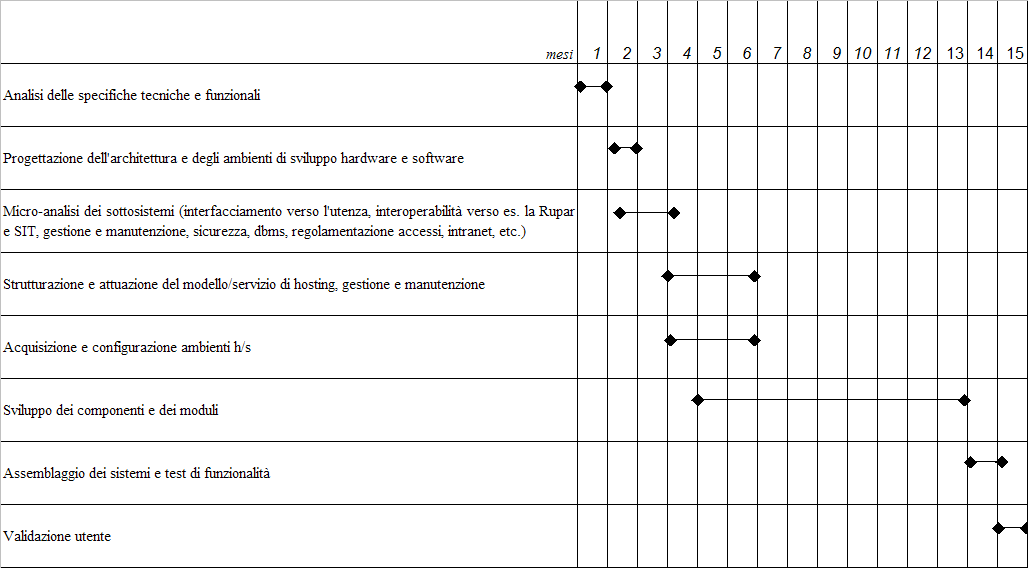 mesi 1 2 3 4 5 6 7 8 9 10 11 12 13 14 15
Analisi delle specifiche tecniche e funzionali
Progettazione dell'architettura e degli ambienti di sviluppo hardware e software
Micro-analisi dei sottosistemi (interfacciamento verso l'utenza, interoperabilità verso es. la Rupar
e SIT, gestione e manutenzione, sicurezza, dbms, regolamentazione accessi, intranet, etc.)
Strutturazione e attuazione del modello/servizio di hosting, gestione e manutenzione
Acquisizione e configurazione ambienti h/s
Sviluppo dei componenti e dei moduli
Assemblaggio dei sistemi e test di funzionalità
Validazione utente